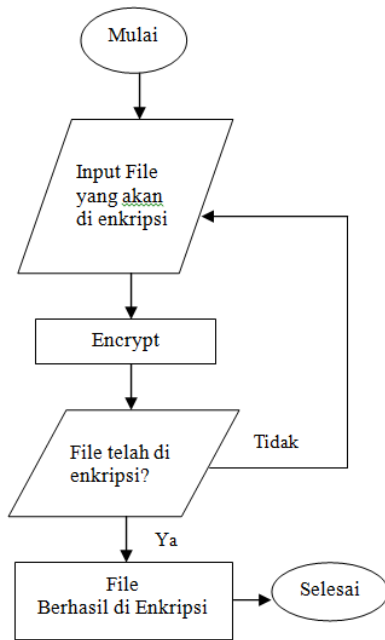 Mulai
Input File
yang akan
di enkripsi
Encrypt
File telah di
enkripsi?
Tidak
Ya
File
Berhasil di Enkripsi
Selesai